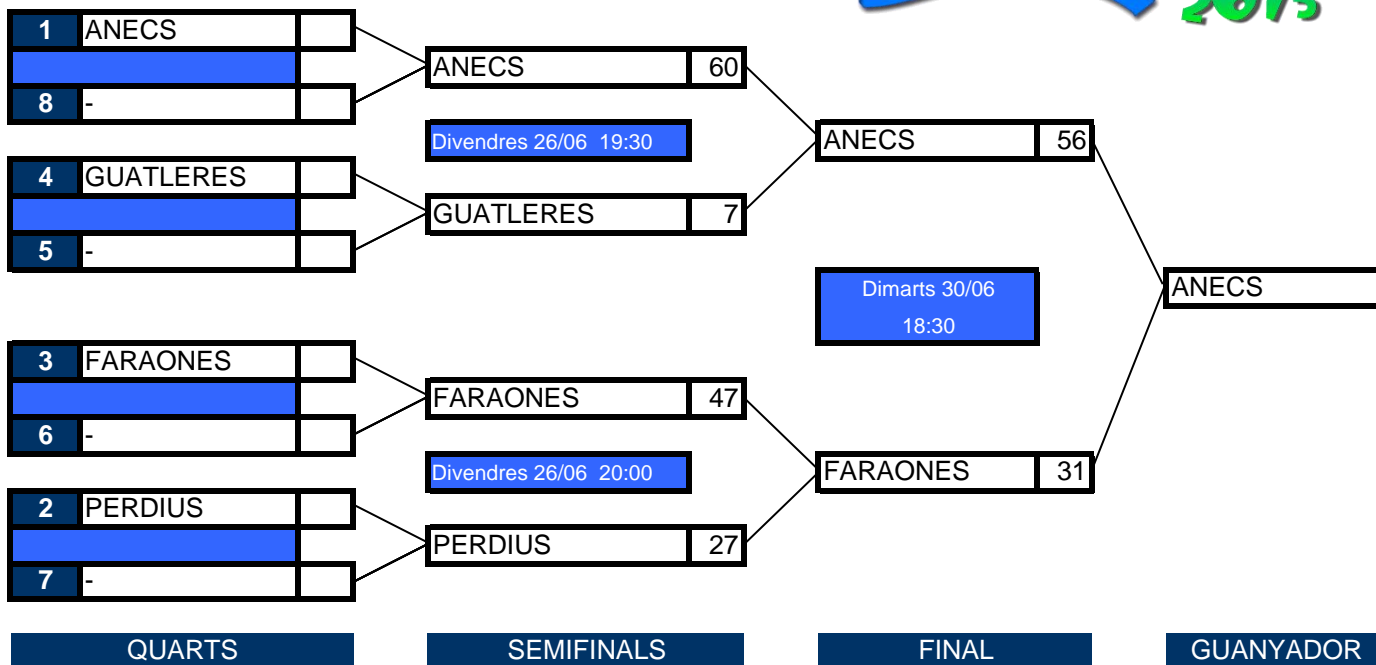 2015
1 ANECS
8 -
4 GUATLERES
5 -
3 FARAONES
6 -
2 PERDIUS
7 -
ANECS 60
Divendres 26/06 19:30
GUATLERES 7
FARAONES 47
Divendres 26/06 20:00
PERDIUS 27
ANECS 56
Dimarts 30/06
18:30
FARAONES 31
ANECS
QUARTS
SEMIFINALS
FINAL
GUANYADOR